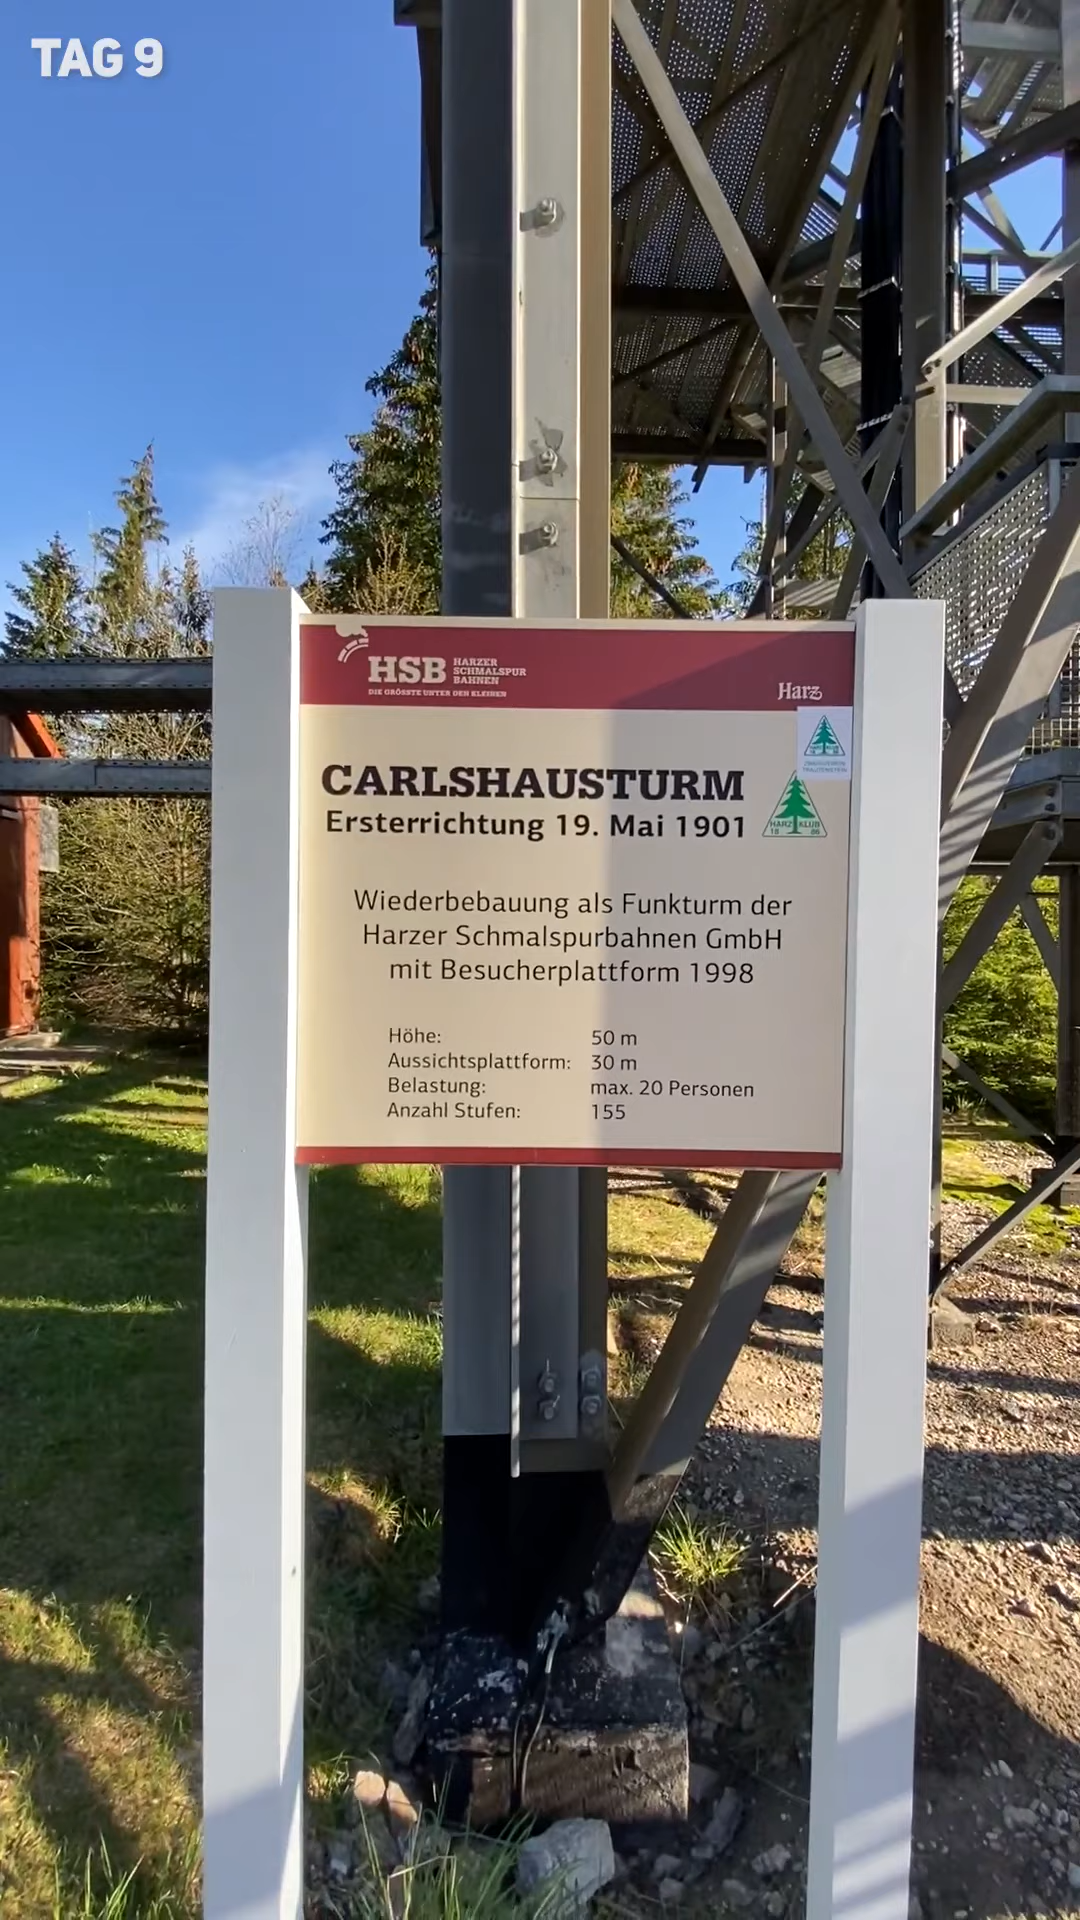 TAG 9
HSB HARZER
SCHMALSPUR
BAHNEN
DIE GRÖSSTE UNTER DEN KLEINEN
Harz
CARLSHAUSTURM
Ersterrichtung 19. Mai 1901
HARZ KLUB
18 86
Wiederbebauung als Funkturm der
Harzer Schmalspurbahnen GmbH
mit Besucherplattform 1998
Höhe: 50 m
Aussichtsplattform: 30 m
Belastung: max. 20 Personen
Anzahl Stufen: 155